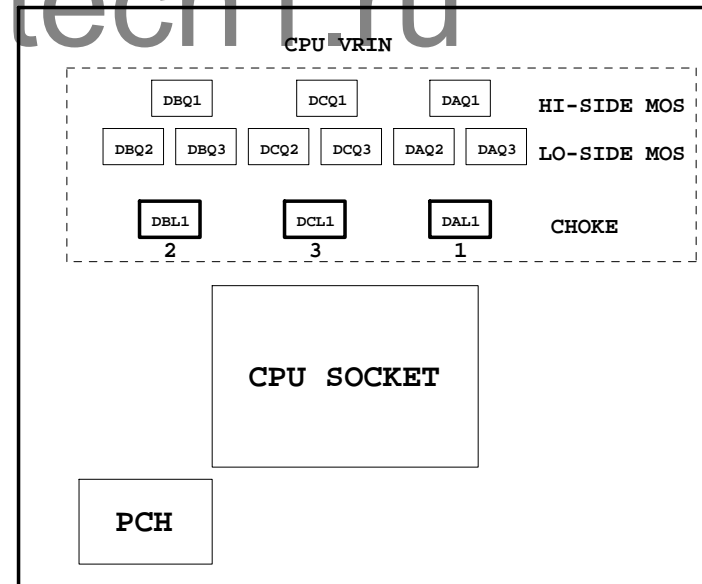 tech1.ru
CPU VRIN
DBQ1 DCQ1 DAQ1 HI-SIDE MOS
DBQ2 DBQ3 DCQ2 DCQ3 DAQ2 DAQ3 LO-SIDE MOS
DBL1 DCL1 DAL1 CHOKE
2 3 1
CPU SOCKET
PCH